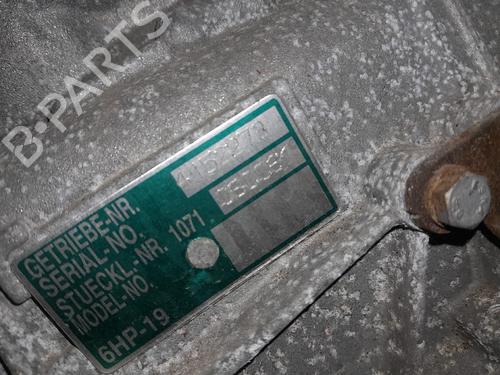 B-PARTS
GETRIEBE-NR.
SERIAL-NO.
STUECKL.-NR. 1071
MODEL-NO.
6HP-19